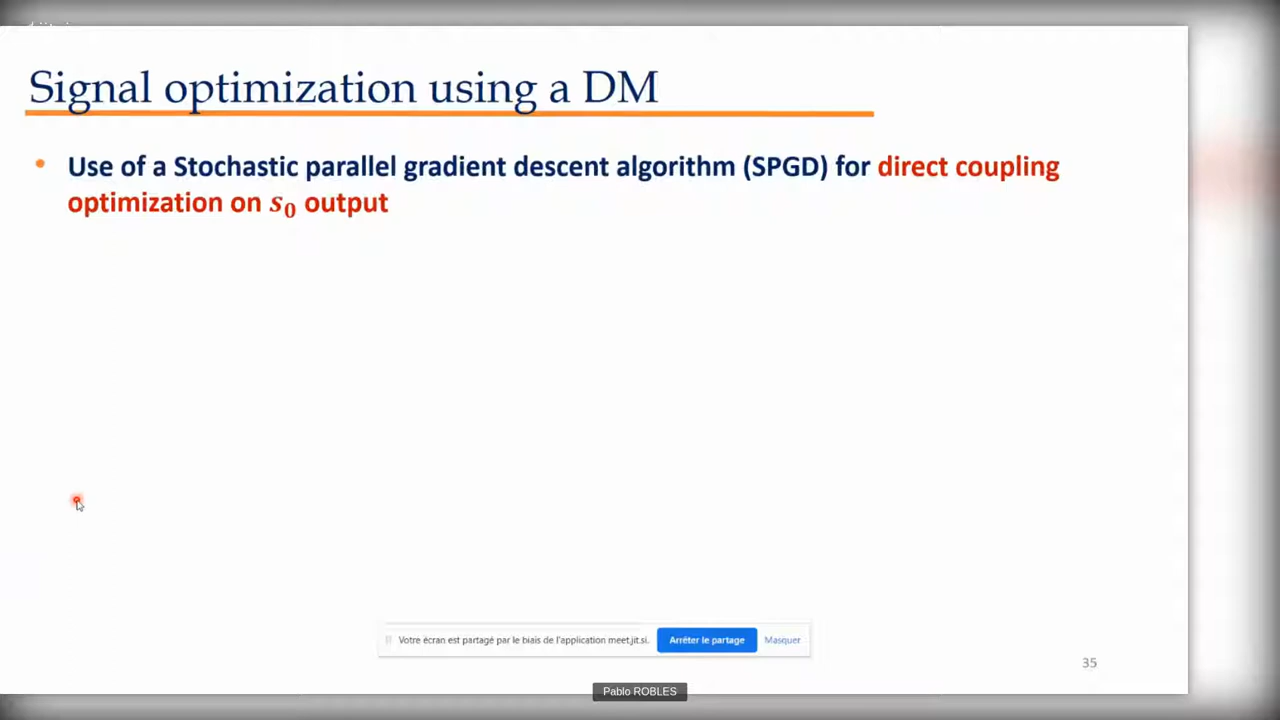 Signal optimization using a DM
• Use of a Stochastic parallel gradient descent algorithm (SPGD) for direct coupling
optimization on s₀ output
Votre écran est partagé par le biais de l'application meet.jit.si.
Arrêter le partage
Masquer
35
Pablo ROBLES